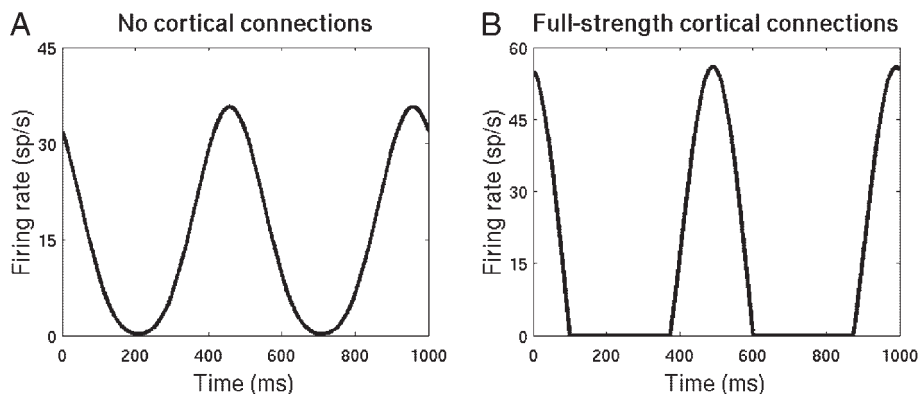 A
No cortical connections
Firing rate (sp/s)
45
30
15
0
0 200 400 600 800 1000
Time (ms)
B
Full-strength cortical connections
Firing rate (sp/s)
60
45
30
15
0
0 200 400 600 800 1000
Time (ms)